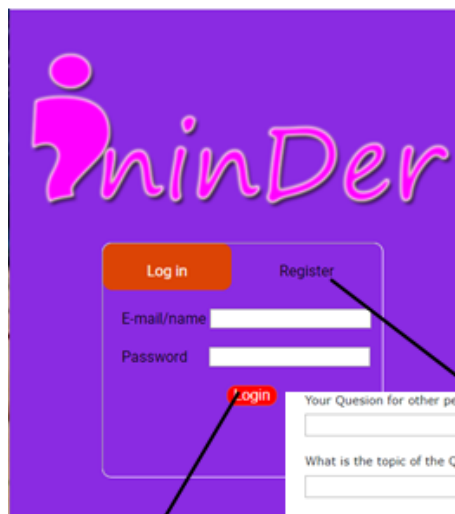 ninDer
Log in Register
E-mail/name
Password
Login
Your Quesion for other pe
What is the topic of the Q